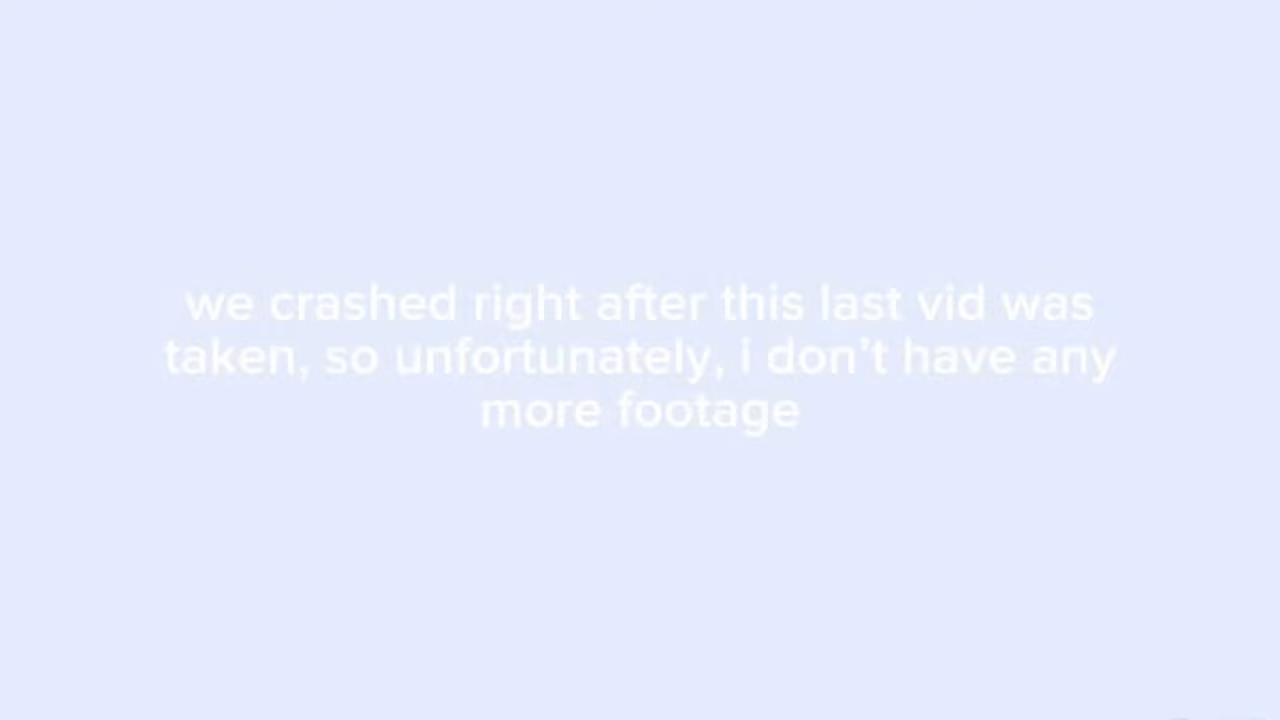 we crashed right after this last vid was
taken, so unfortunately, i don’t have any
more footage